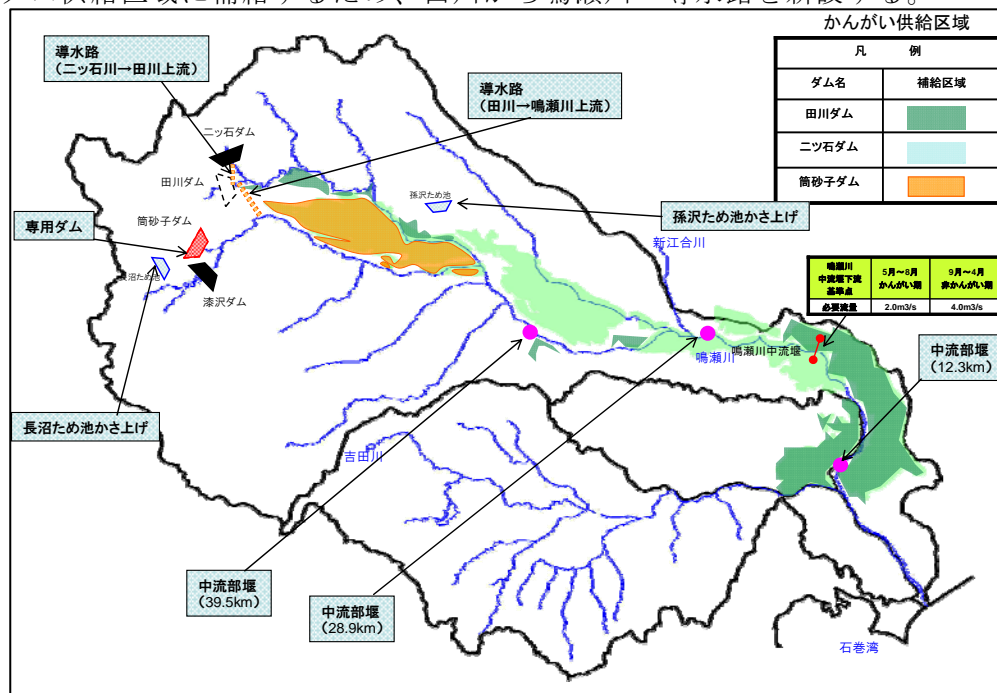 かんがい供給区域
凡 例
ダム名 補給区域
田川ダム
二ツ石ダム
筒砂子ダム
導水路
（二ッ石川→田川上流）
導水路
（田川→鳴瀬川上流）
二ッ石ダム
田川ダム
孫沢ため池
孫沢ため池かさ上げ
筒砂子ダム
専用ダム
新江合川
長沼ため池
漆沢ダム
鳴瀬川
中流堰下流
基準点
5月～8月
かんがい期
9月～4月
非かんがい期
必要流量 2.0m3/s 4.0m3/s
鳴瀬川中流堰
鳴瀬川
中流部堰
（12.3km）
長沼ため池かさ上げ
吉田川
中流部堰
（39.5km）
中流部堰
（28.9km）
石巻湾